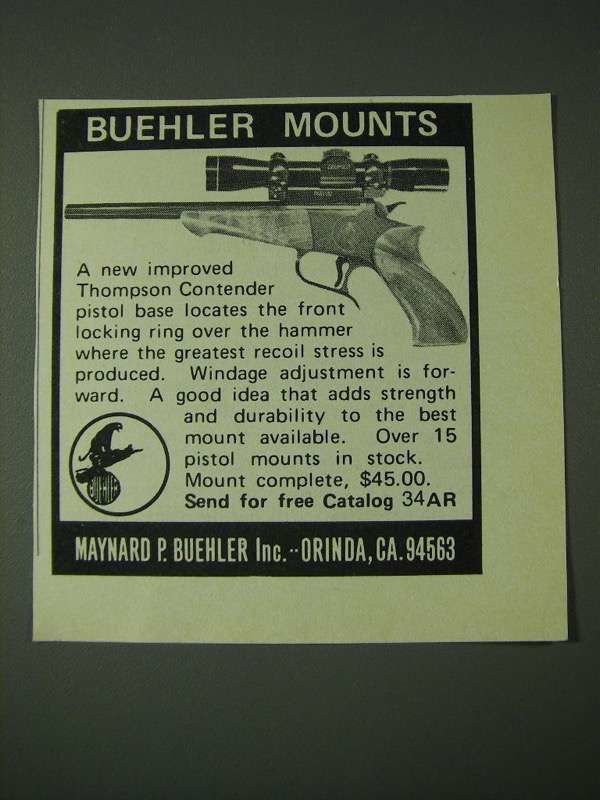 BUEHLER MOUNTS
A new improved
Thompson Contender
pistol base locates the front
locking ring over the hammer
where the greatest recoil stress is
produced. Windage adjustment is for-
ward. A good idea that adds strength
and durability to the best
mount available. Over 15
pistol mounts in stock.
Mount complete, $45.00.
Send for free Catalog 34AR
BUEHLER
MAYNARD P. BUEHLER Inc.--ORINDA, CA. 94563